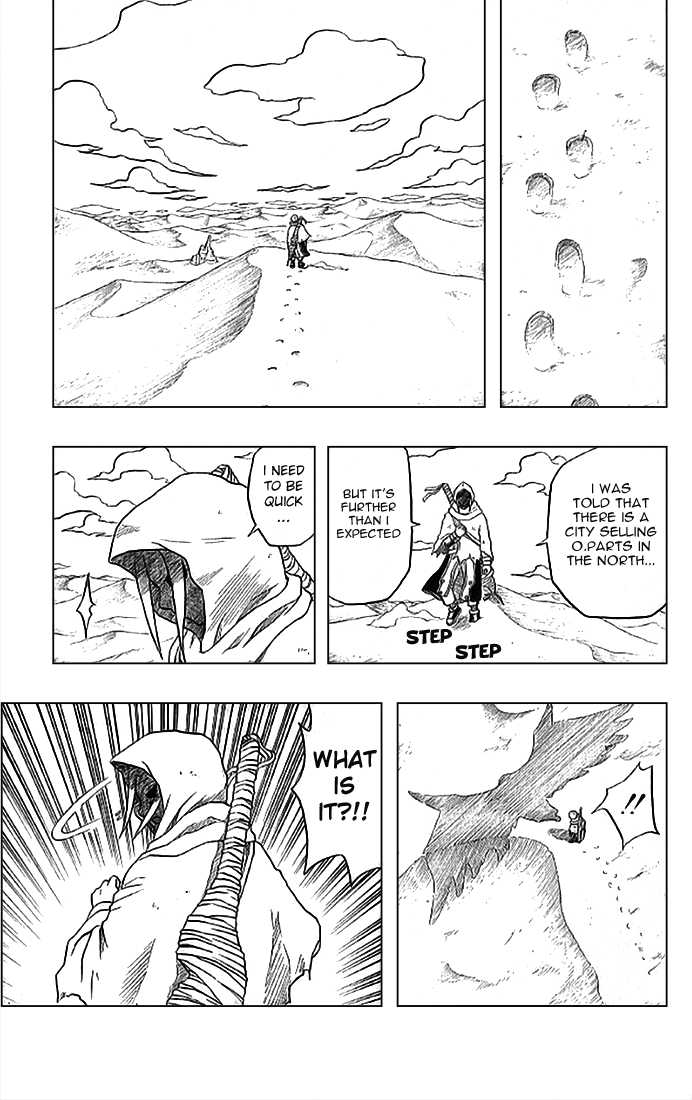 I WAS
TOLD THAT
THERE IS A
CITY SELLING
O.PARTS IN
THE NORTH...
BUT IT'S
FURTHER
THAN I
EXPECTED
STEP
STEP
I NEED
TO BE
QUICK
...
!!
WHAT
IS
IT?!!